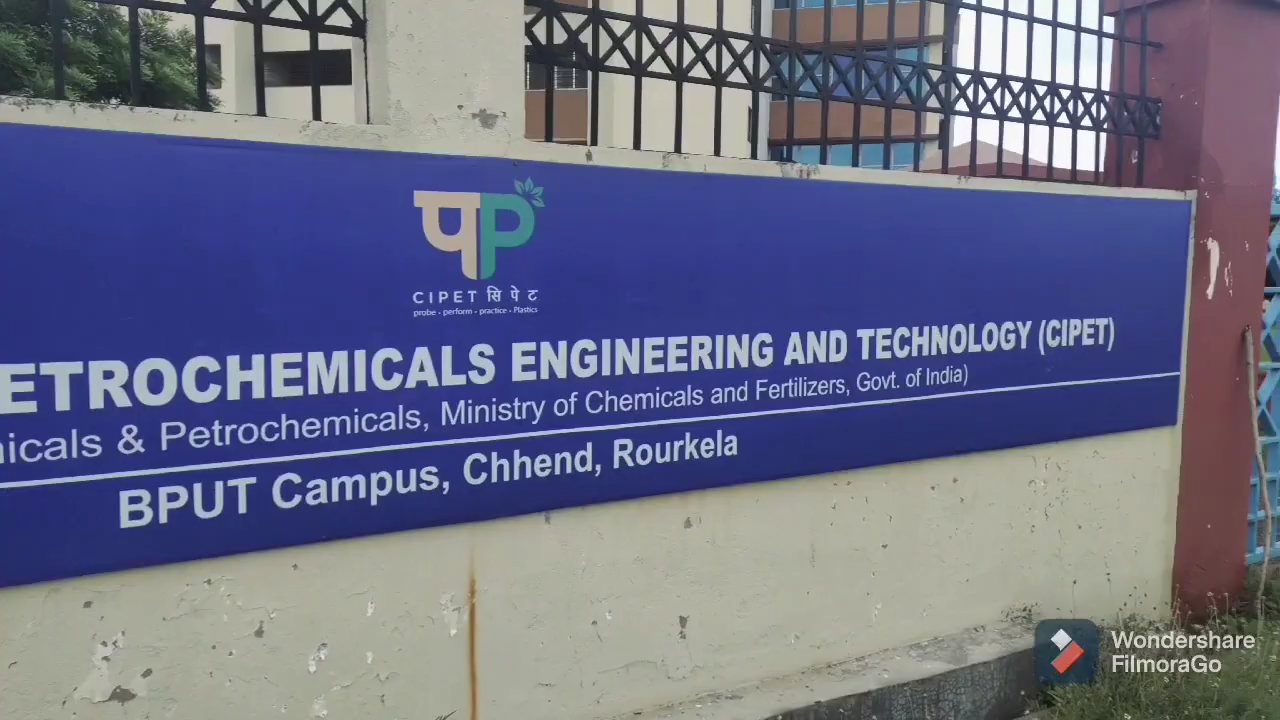 पP
CIPET सिपेट
probe - perform - practice - Plastics
ETROCHEMICALS ENGINEERING AND TECHNOLOGY (CIPET)
icals & Petrochemicals, Ministry of Chemicals and Fertilizers, Govt. of India)
BPUT Campus, Chhend, Rourkela
Wondershare
FilmoraGo